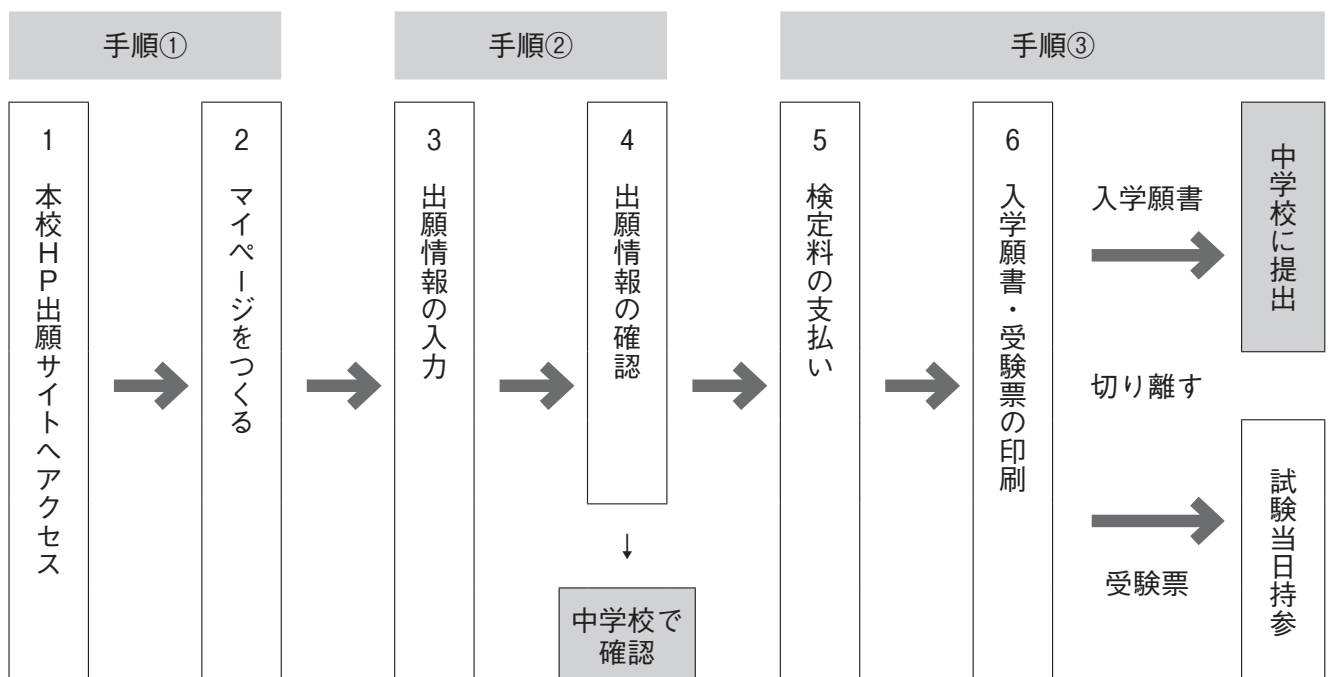 手順①
手順②
手順③
1 本校HP出願サイトへアクセス
2 マイページをつくる
3 出願情報の入力
4 出願情報の確認
↓
中学校で
確認
5 検定料の支払い
6 入学願書・受験票の印刷
入学願書
切り離す
受験票
中学校に提出
試験当日持参